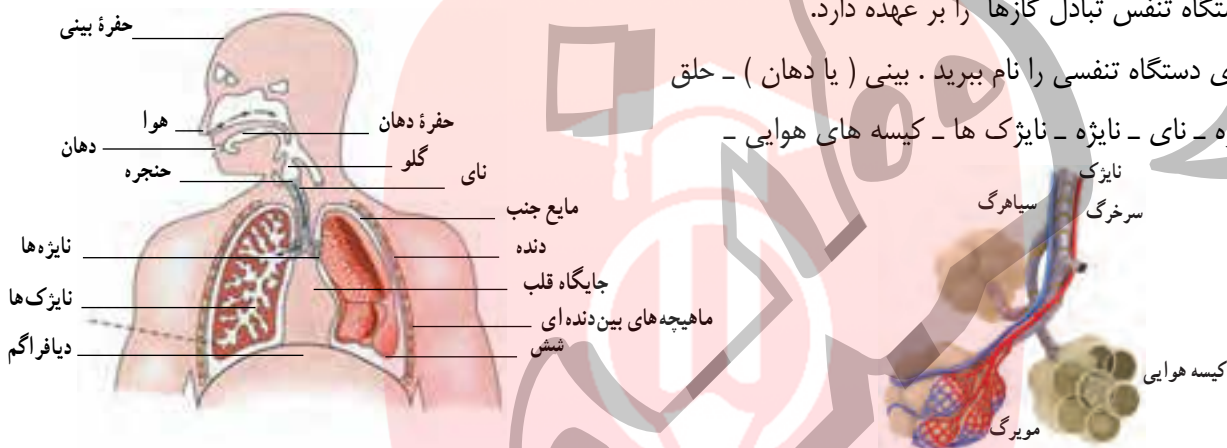 ستگاه تنفس تبادل گازها را بر عهده دارد.
ی دستگاه تنفسی را نام ببرید . بینی ( یا دهان ) ـ حلق
ـ نای ـ نایژه ـ نایژک ها ـ کیسه های هوایی ـ
حفرهٔ بینی
هوا
دهان
حنجره
نایژه‌ها
نایژک‌ها
دیافراگم
حفرهٔ دهان
گلو
نای
مایع جنب
دنده
جایگاه قلب
ماهیچه‌های بین‌دنده‌ای
شش
نایژک
سیاهرگ
سرخرگ
کیسه هوایی
مویرگ